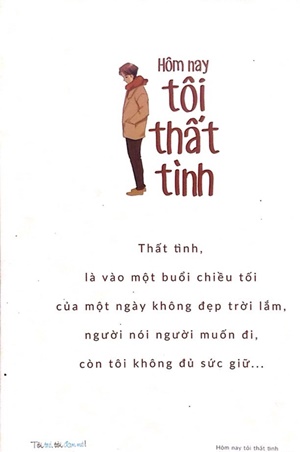 Hôm nay
tôi
thất
tình
Thất tình,
là vào một buổi chiều tối
của một ngày không đẹp trời lắm,
người nói người muốn đi,
còn tôi không đủ sức giữ...
Hôm nay tôi thất tình